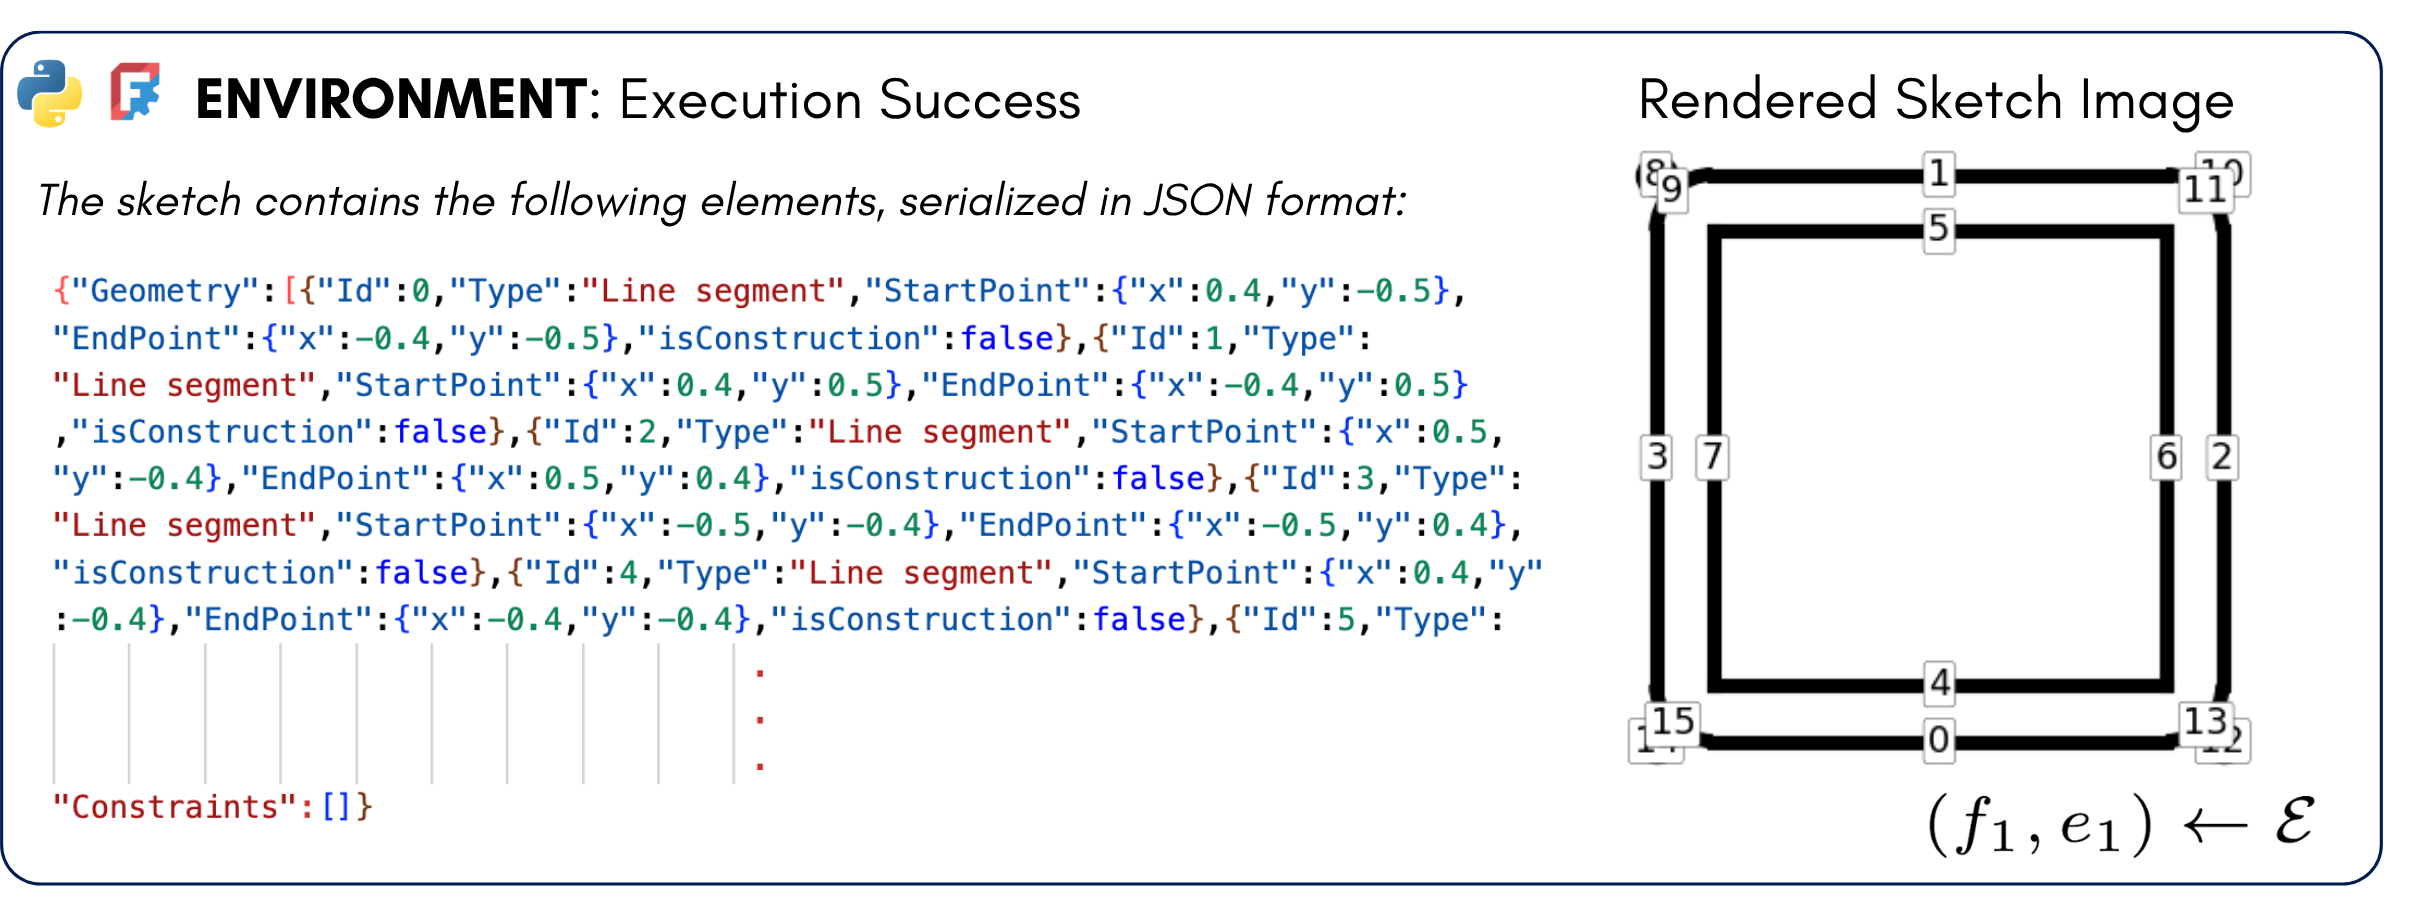 ENVIRONMENT: Execution Success
Rendered Sketch Image
The sketch contains the following elements, serialized in JSON format:
{"Geometry":[{"Id":0,"Type":"Line segment","StartPoint":{"x":0.4,"y":-0.5},
"EndPoint":{"x":-0.4,"y":-0.5},"isConstruction":false},{"Id":1,"Type":
"Line segment","StartPoint":{"x":0.4,"y":0.5},"EndPoint":{"x":-0.4,"y":0.5}
,"isConstruction":false},{"Id":2,"Type":"Line segment","StartPoint":{"x":0.5,
"y":-0.4},"EndPoint":{"x":0.5,"y":0.4},"isConstruction":false},{"Id":3,"Type":
"Line segment","StartPoint":{"x":-0.5,"y":-0.4},"EndPoint":{"x":-0.5,"y":0.4},
"isConstruction":false},{"Id":4,"Type":"Line segment","StartPoint":{"x":0.4,"y"
:-0.4},"EndPoint":{"x":-0.4,"y":-0.4},"isConstruction":false},{"Id":5,"Type":
.
.
.
"Constraints":[]}
8 1 10
9 11
5
3 7 6 2
4
15 13
0 12
(f₁, e₁) ← ℰ